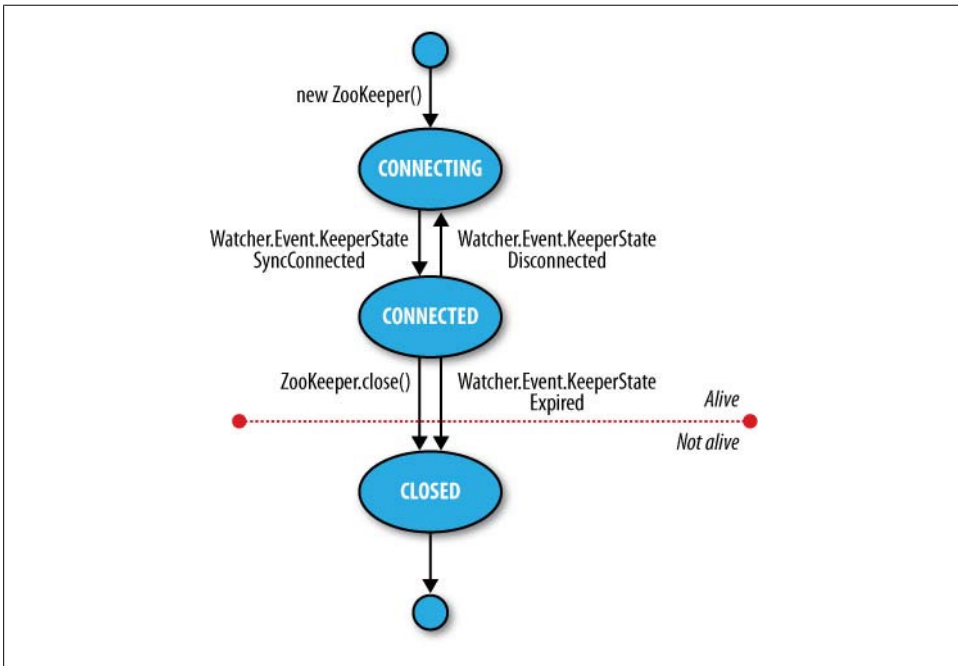 new ZooKeeper()
CONNECTING
Watcher.Event.KeeperState
SyncConnected
Watcher.Event.KeeperState
Disconnected
CONNECTED
ZooKeeper.close()
Watcher.Event.KeeperState
Expired
Alive
Not alive
CLOSED